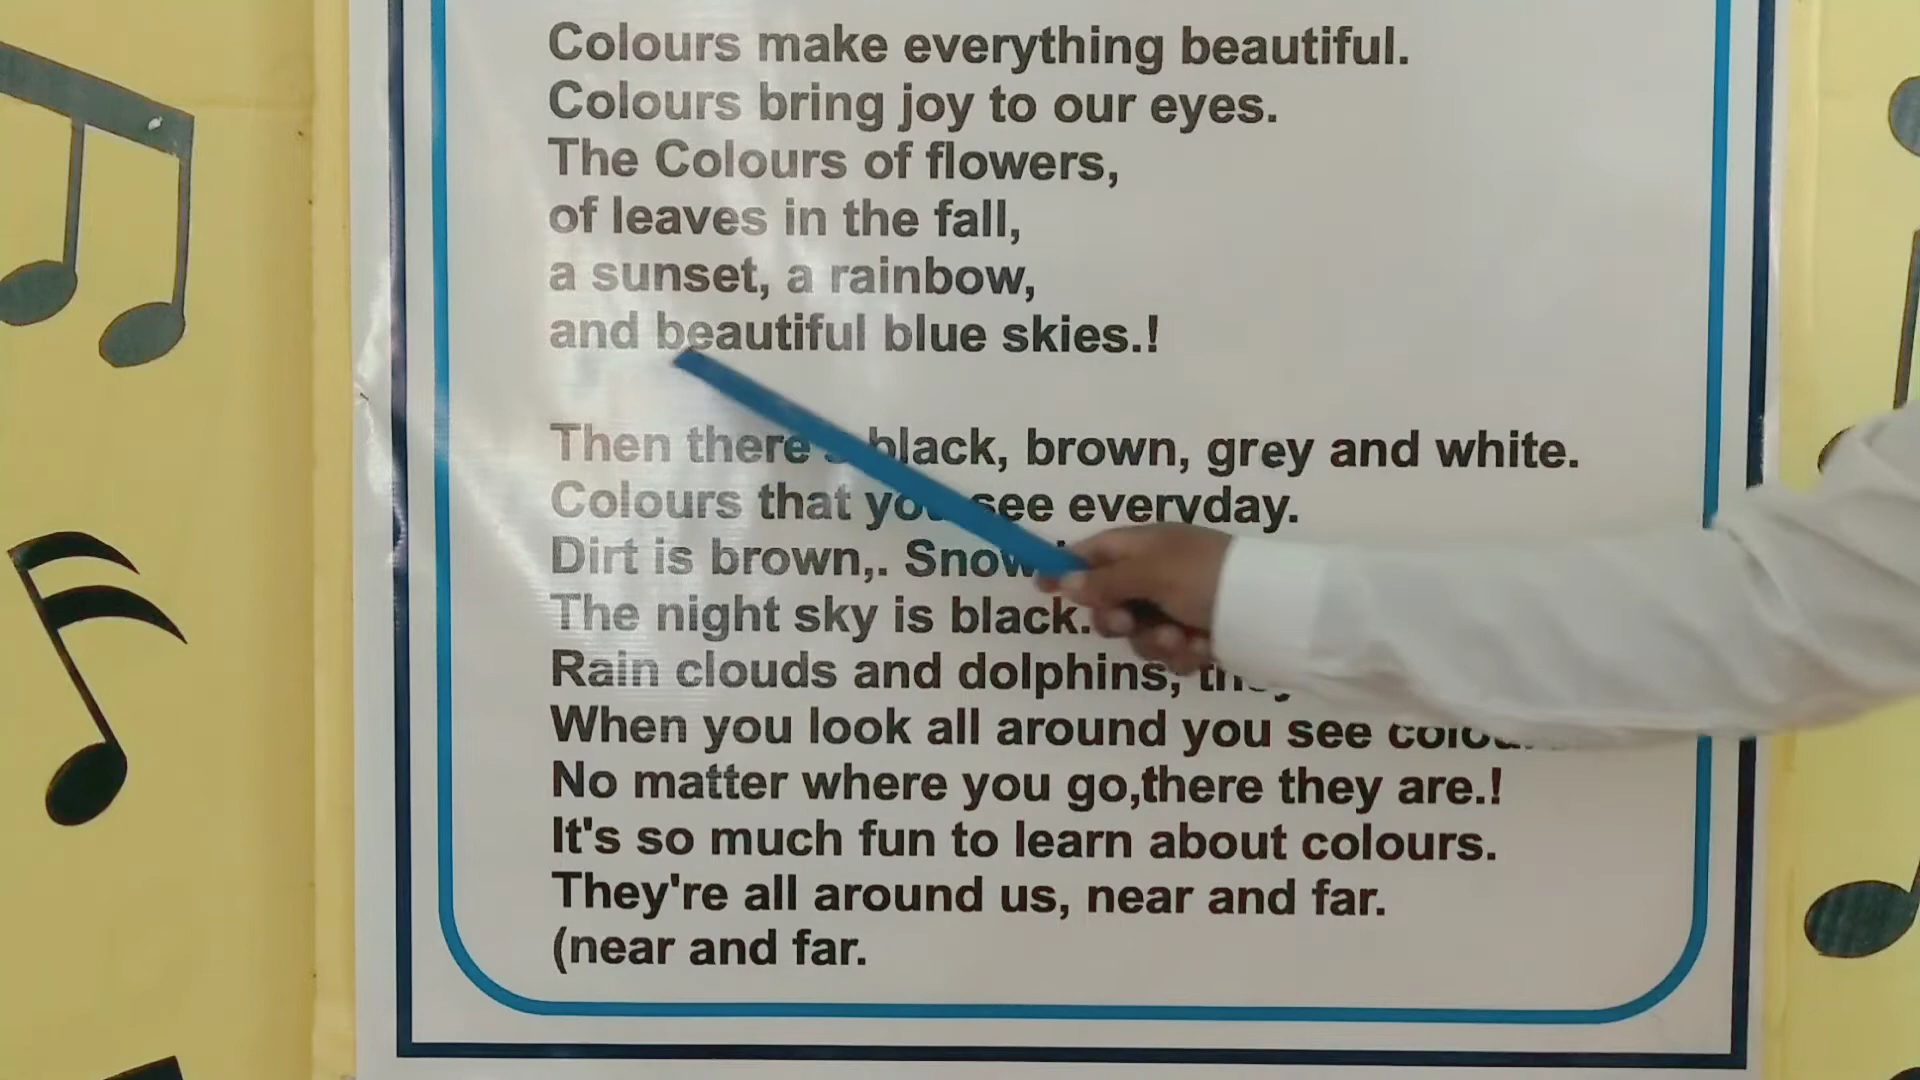 Colours make everything beautiful.
Colours bring joy to our eyes.
The Colours of flowers,
of leaves in the fall,
a sunset, a rainbow,
and beautiful blue skies.!
Then there's black, brown, grey and white.
Colours that you see everyday.
Dirt is brown,. Snow
The night sky is black.
Rain clouds and dolphins, they
When you look all around you see
No matter where you go,there they are.!
It's so much fun to learn about colours.
They're all around us, near and far.
(near and far.